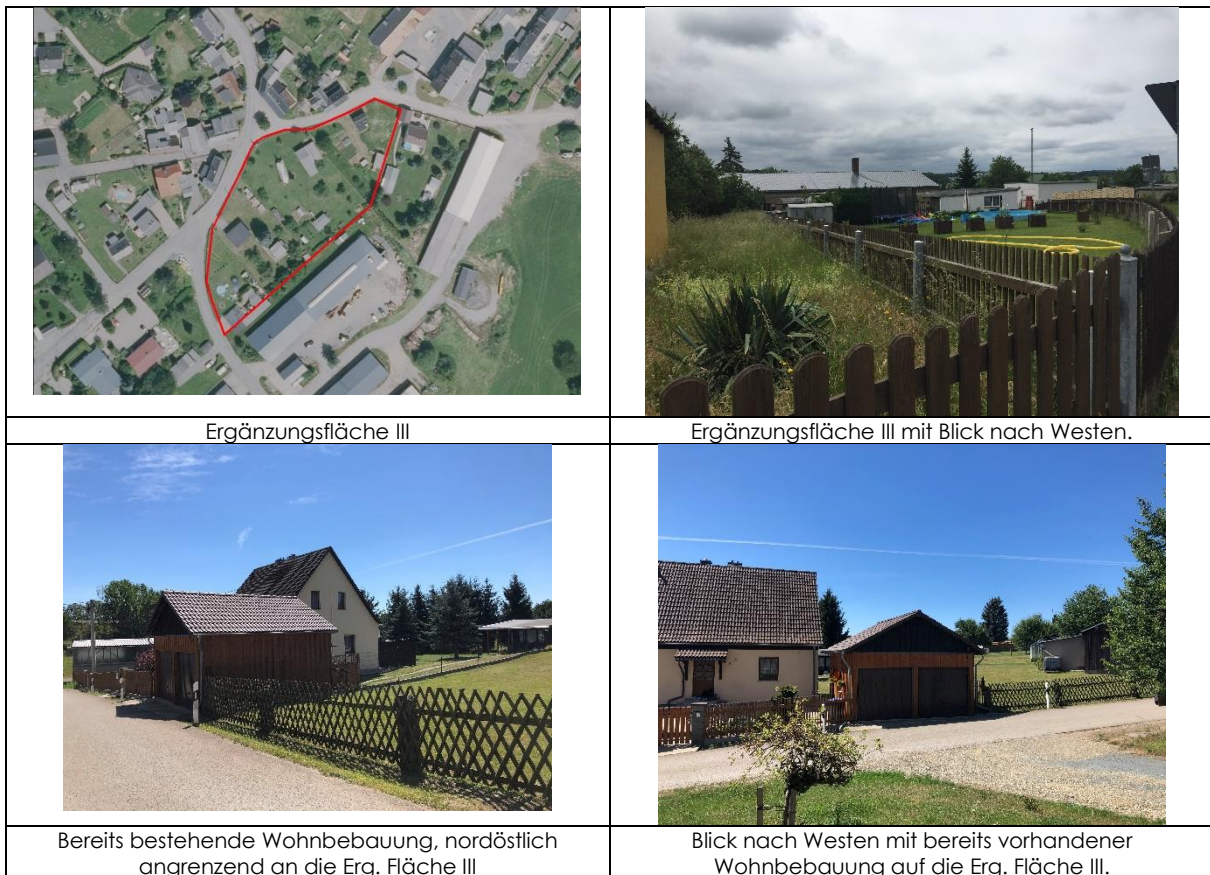 Ergänzungsfläche III
Ergänzungsfläche III mit Blick nach Westen.
Bereits bestehende Wohnbebauung, nordöstlich
angrenzend an die Erg. Fläche III
Blick nach Westen mit bereits vorhandener
Wohnbebauung auf die Erg. Fläche III.